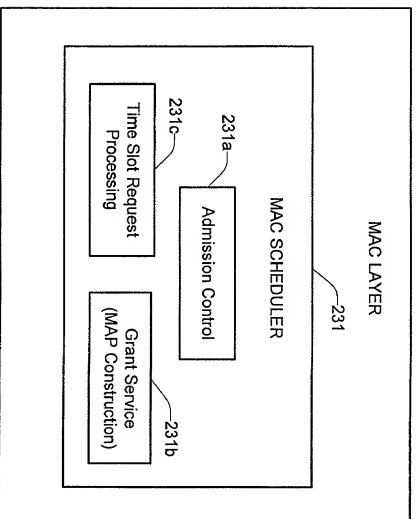 MAC LAYER
231
MAC SCHEDULER
231a
Admission Control
231c
Time Slot Request
Processing
Grant Service
(MAP Construction)
231b